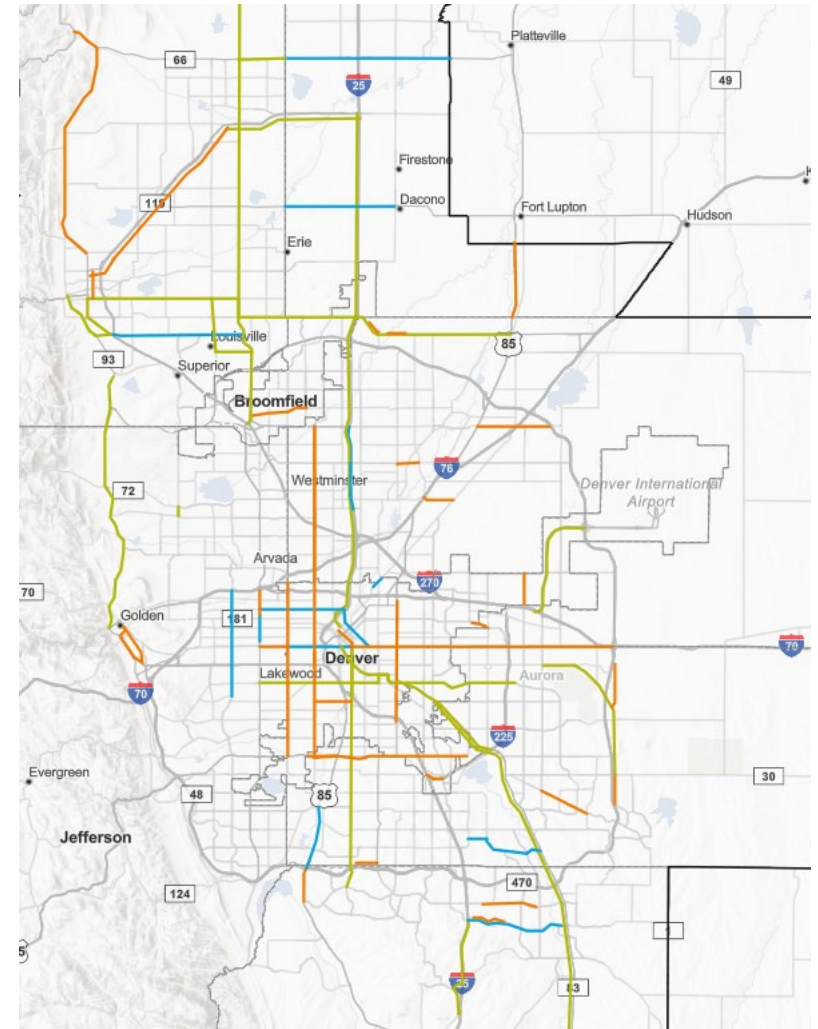 Platteville
66
49
25
Firestone
119
Dacono
Fort Lupton
Hudson
Erie
Louisville
85
93
Superior
Broomfield
76
Westminster
Denver International
Airport
72
Arvada
270
70
Golden
181
Denver
70
Lakewood
Aurora
70
225
Evergreen
30
48
85
Jefferson
470
124
1
25
83